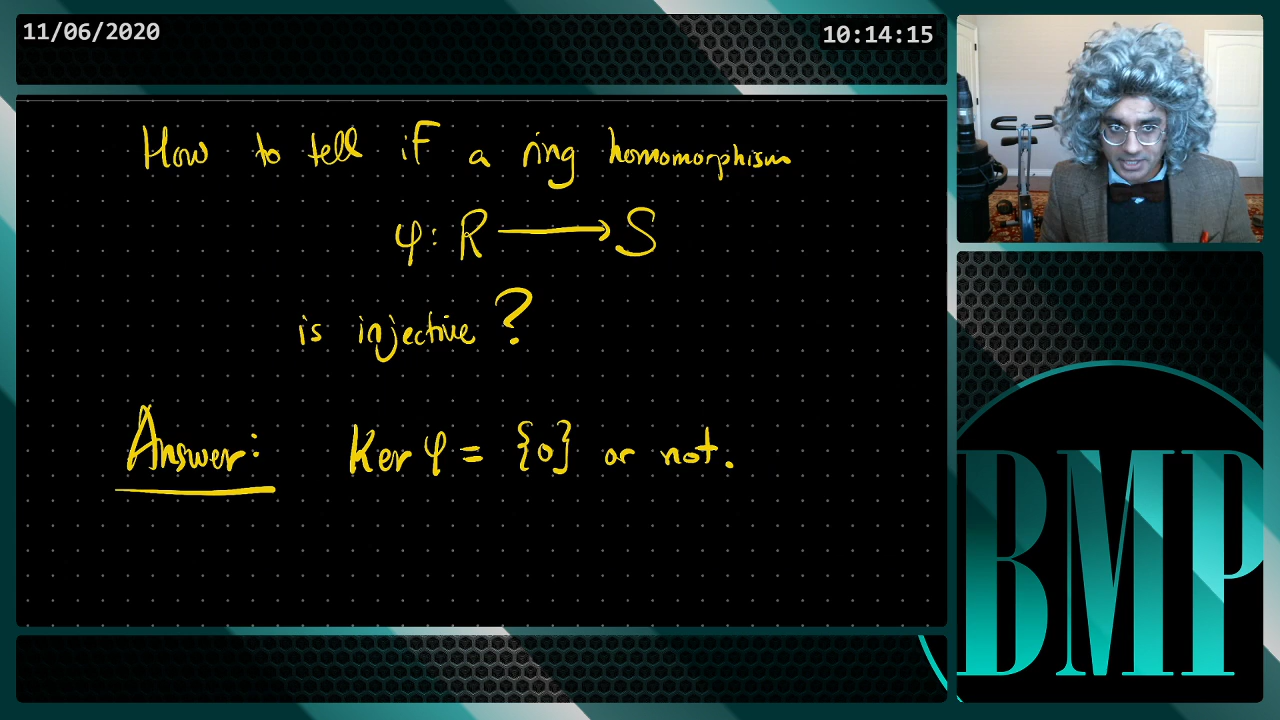 11/06/2020
10:14:15
How to tell if a ring homomorphism
φ: R ⟶ S
is injective ?
Answer: Ker φ = {0} or not.
BMP